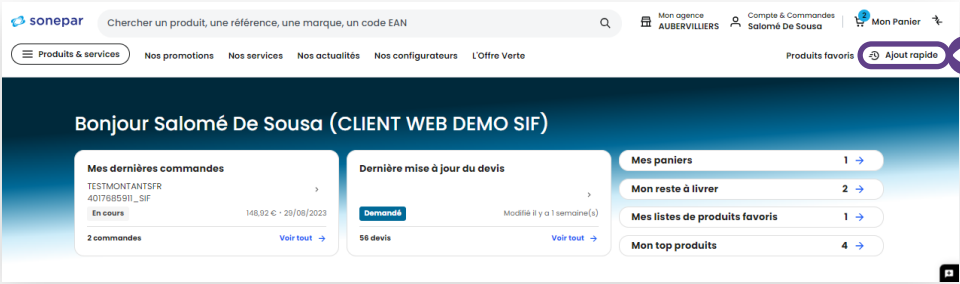 sonepar
Chercher un produit, une référence, une marque, un code EAN
Mon agence
AUBERVILLIERS
Compte & Commandes
Salomé De Sousa
2
Mon Panier
Produits & services
Nos promotions
Nos services
Nos actualités
Nos configurateurs
L'Offre Verte
Produits favoris
Ajout rapide
Bonjour Salomé De Sousa (CLIENT WEB DEMO SIF)
Mes dernières commandes
TESTMONTANTSFR
4017685911_SIF
En cours
148,92 € • 29/08/2023
2 commandes
Voir tout
Dernière mise à jour du devis
Demandé
Modifié il y a 1 semaine(s)
56 devis
Voir tout
Mes paniers 1
Mon reste à livrer 2
Mes listes de produits favoris 1
Mon top produits 4